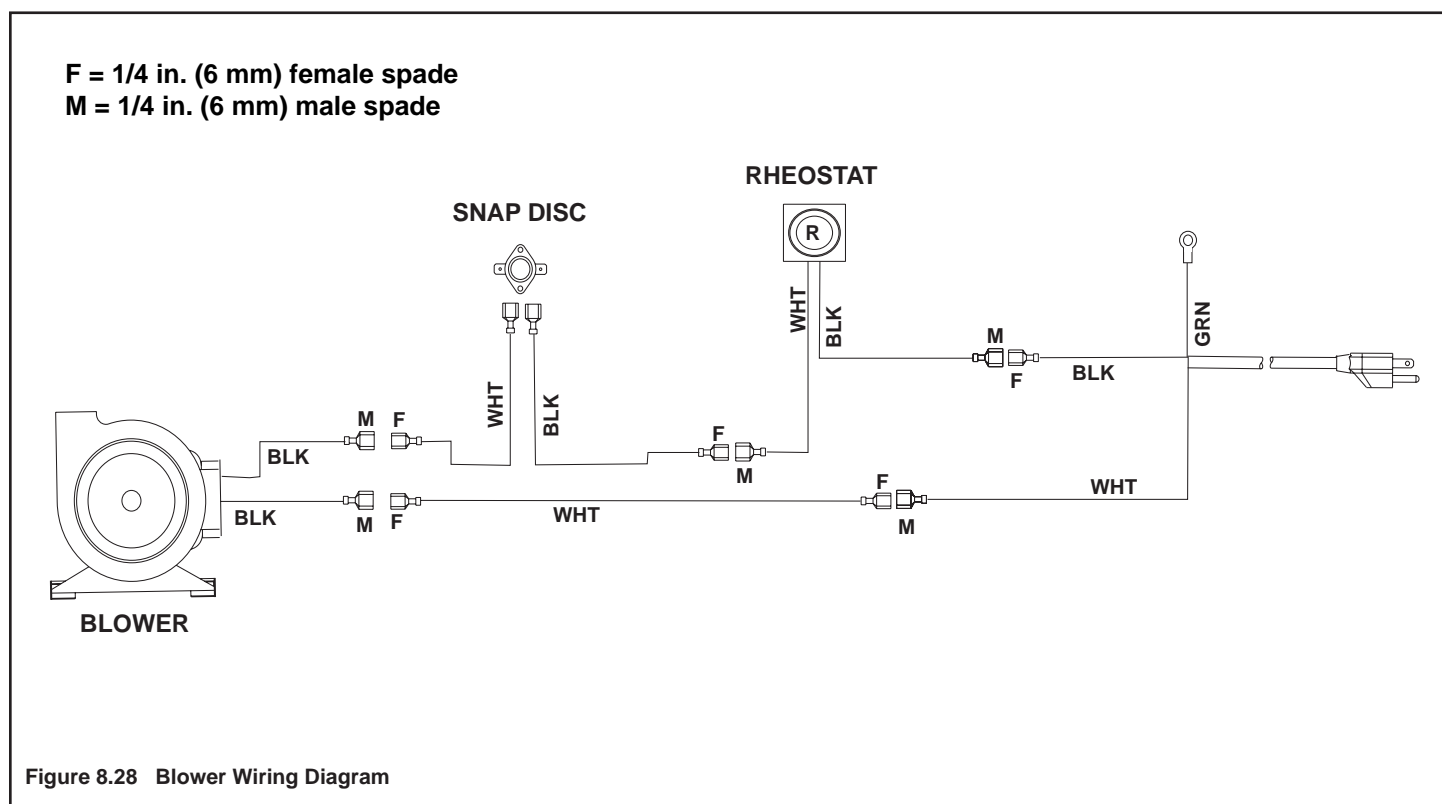 F = 1/4 in. (6 mm) female spade
M = 1/4 in. (6 mm) male spade
RHEOSTAT
SNAP DISC
R
WHT
BLK
GRN
M
F
BLK
WHT
BLK
M
F
BLK
F
M
BLK
M
F
WHT
F
M
WHT
BLOWER
Figure 8.28 Blower Wiring Diagram